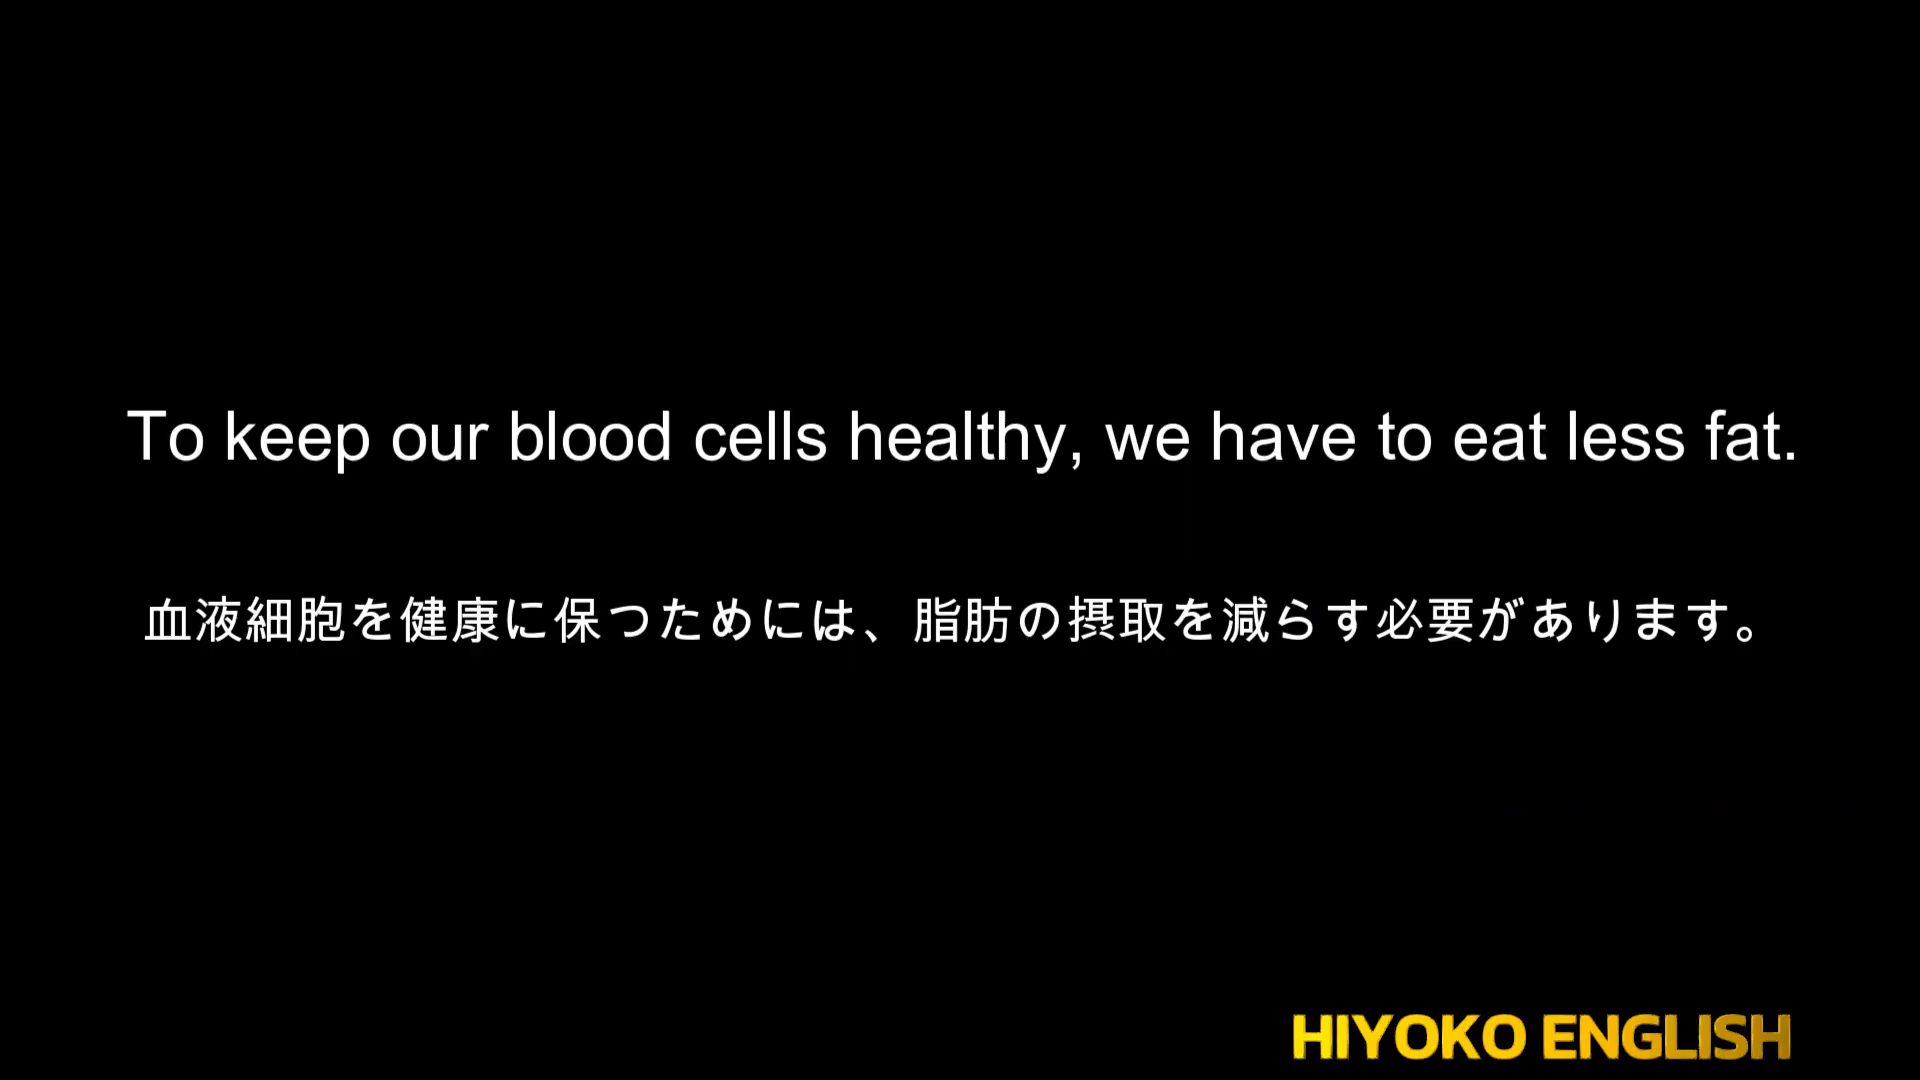 To keep our blood cells healthy, we have to eat less fat.
血液細胞を健康に保つためには、脂肪の摂取を減らす必要があります。
HIYOKO ENGLISH